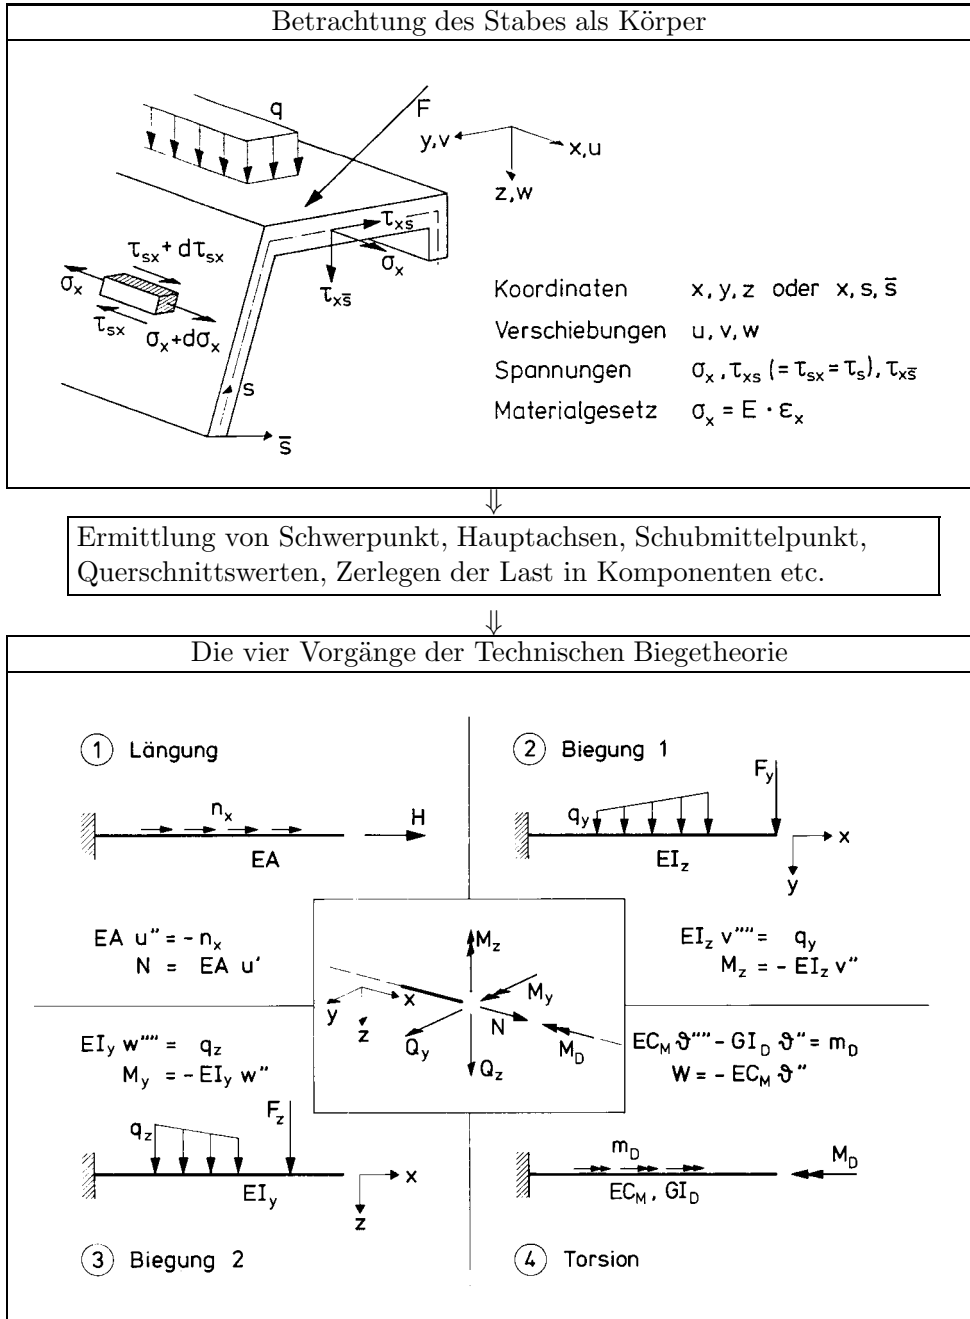 Betrachtung des Stabes als Körper
q
F̄
y,v
x,u
z,w
τxs
σx
τxs̄
τsx + dτsx
σx
τsx
σx+dσx
s
s̄
Koordinaten x, y, z oder x, s, s̄
Verschiebungen u, v, w
Spannungen σx , τxs (= τsx = τs), τxs̄
Materialgesetz σx = E · εx
⇓
Ermittlung von Schwerpunkt, Hauptachsen, Schubmittelpunkt,
Querschnittswerten, Zerlegen der Last in Komponenten etc.
⇓
Die vier Vorgänge der Technischen Biegetheorie
1 Längung
nx
H
EA
EA u'' = - nx
N = EA u'
2 Biegung 1
Fy
qy
EIz
x
y
EIz v'''' = qy
Mz = - EIz v''
Mz
My
x
y
z
N
Qy
MD
Qz
EIy w'''' = qz
My = -EIy w''
qz
Fz
EIy
x
z
3 Biegung 2
ECM ϑ'''' - GID ϑ'' = mD
W = - ECM ϑ''
mD
MD
ECM , GID
4 Torsion